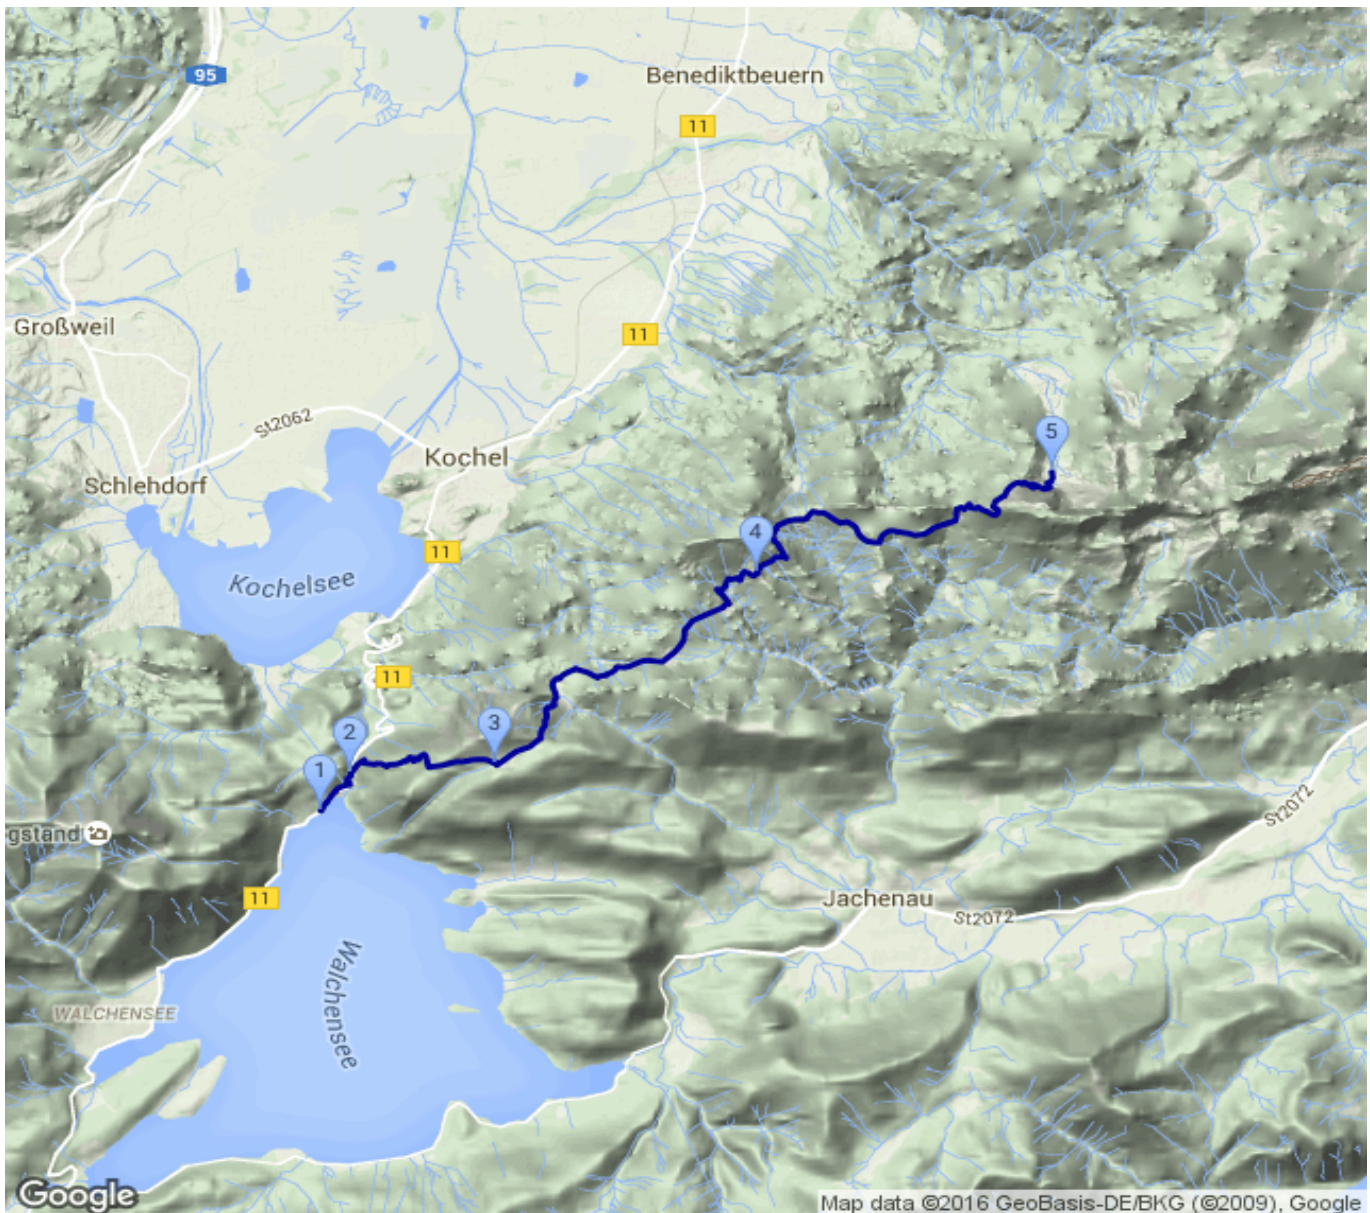 95
Benediktbeuern
11
Großweil
11
St2062
Kochel
5
Schlehdorf
4
11
Kochelsee
11
3
2
1
St2072
gstand
11
Jachenau
St2072
Walchensee
WALCHENSEE
Google
Map data ©2016 GeoBasis-DE/BKG (©2009), Google